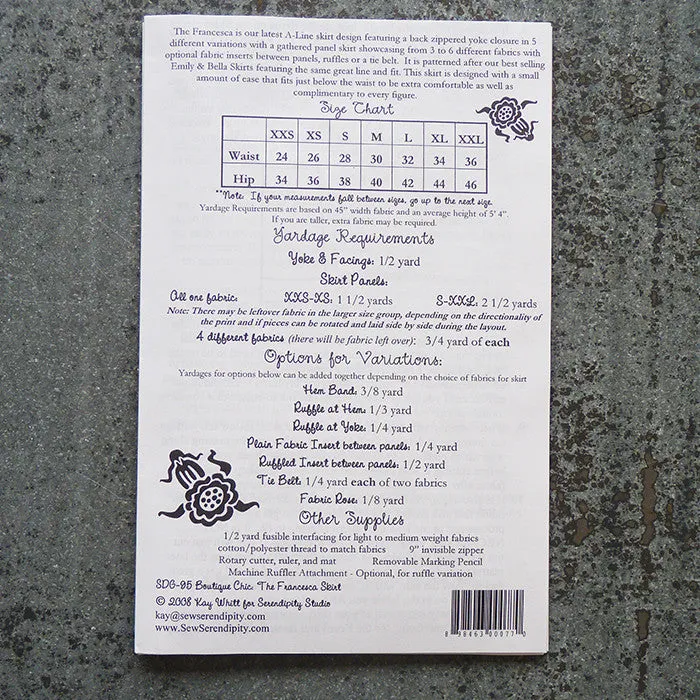 The Francesca is our latest A-Line skirt design featuring a back zippered yoke closure in 5
different variations with a gathered panel skirt showcasing from 3 to 6 different fabrics with
optional fabric inserts between panels, ruffles or a tie belt. It is patterned after our best selling
Emily & Bella Skirts featuring the same great line and fit. This skirt is designed with a small
amount of ease that fits just below the waist to be extra comfortable as well as
complimentary to every figure.
Size Chart
XXS XS S M L XL XXL
Waist 24 26 28 30 32 34 36
Hip 34 36 38 40 42 44 46
**Note: If your measurements fall between sizes, go up to the next size.
Yardage Requirements are based on 45" width fabric and an average height of 5' 4".
If you are taller, extra fabric may be required.
Yardage Requirements
Yoke & Facings: 1/2 yard
Skirt Panels:
All one fabric: XXS-XS: 1 1/2 yards S-XXL: 2 1/2 yards
Note: There may be leftover fabric in the larger size group, depending on the directionality of
the print and if pieces can be rotated and laid side by side during the layout.
4 different fabrics (there will be fabric left over): 3/4 yard of each
Options for Variations:
Yardages for options below can be added together depending on the choice of fabrics for skirt
Hem Band: 3/8 yard
Ruffle at Hem: 1/3 yard
Ruffle at Yoke: 1/4 yard
Plain Fabric Insert between panels: 1/4 yard
Ruffled Insert between panels: 1/2 yard
Tie Belt: 1/4 yard each of two fabrics
Fabric Rose: 1/8 yard
Other Supplies
1/2 yard fusible interfacing for light to medium weight fabrics
cotton/polyester thread to match fabrics 9" invisible zipper
Rotary cutter, ruler, and mat Removable Marking Pencil
Machine Ruffler Attachment - Optional, for ruffle variation
SDG-95 Boutique Chic: The Francesca Skirt
© 2008 Kay Whitt for Serendipity Studio
kay@sewserendipity.com
www.SewSerendipity.com
8 98463 00077 0